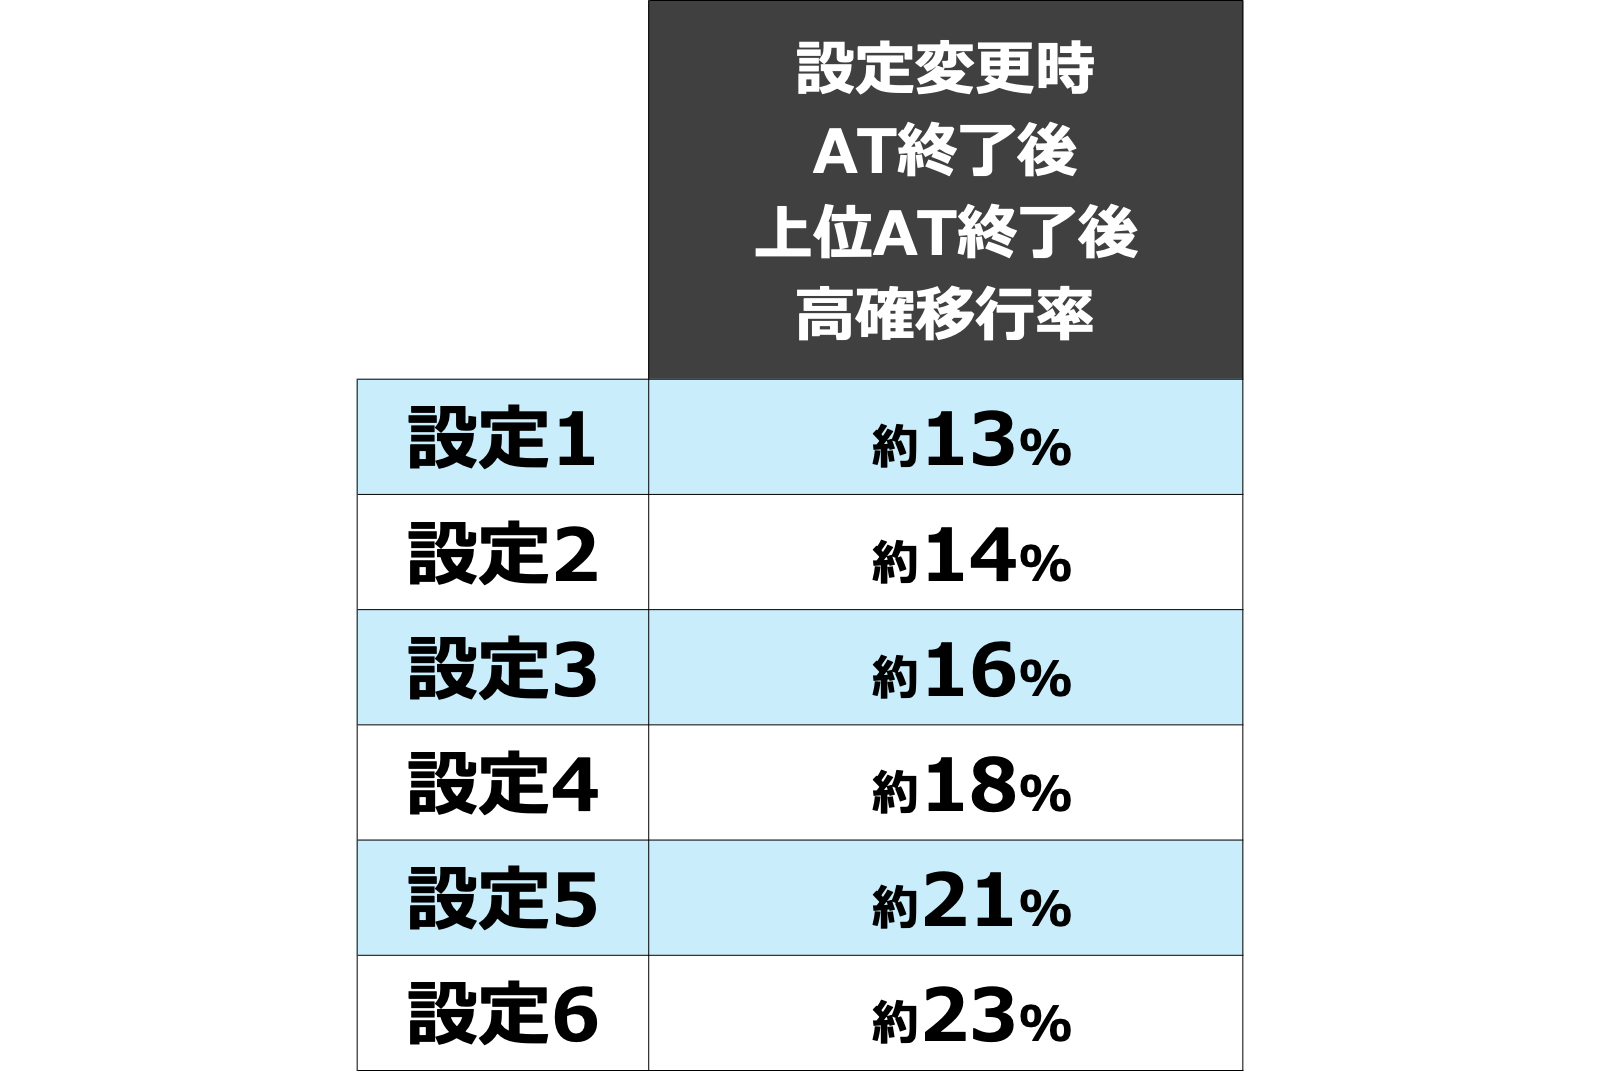 設定変更時
AT終了後
上位AT終了後
高確移行率
設定1 約13%
設定2 約14%
設定3 約16%
設定4 約18%
設定5 約21%
設定6 約23%